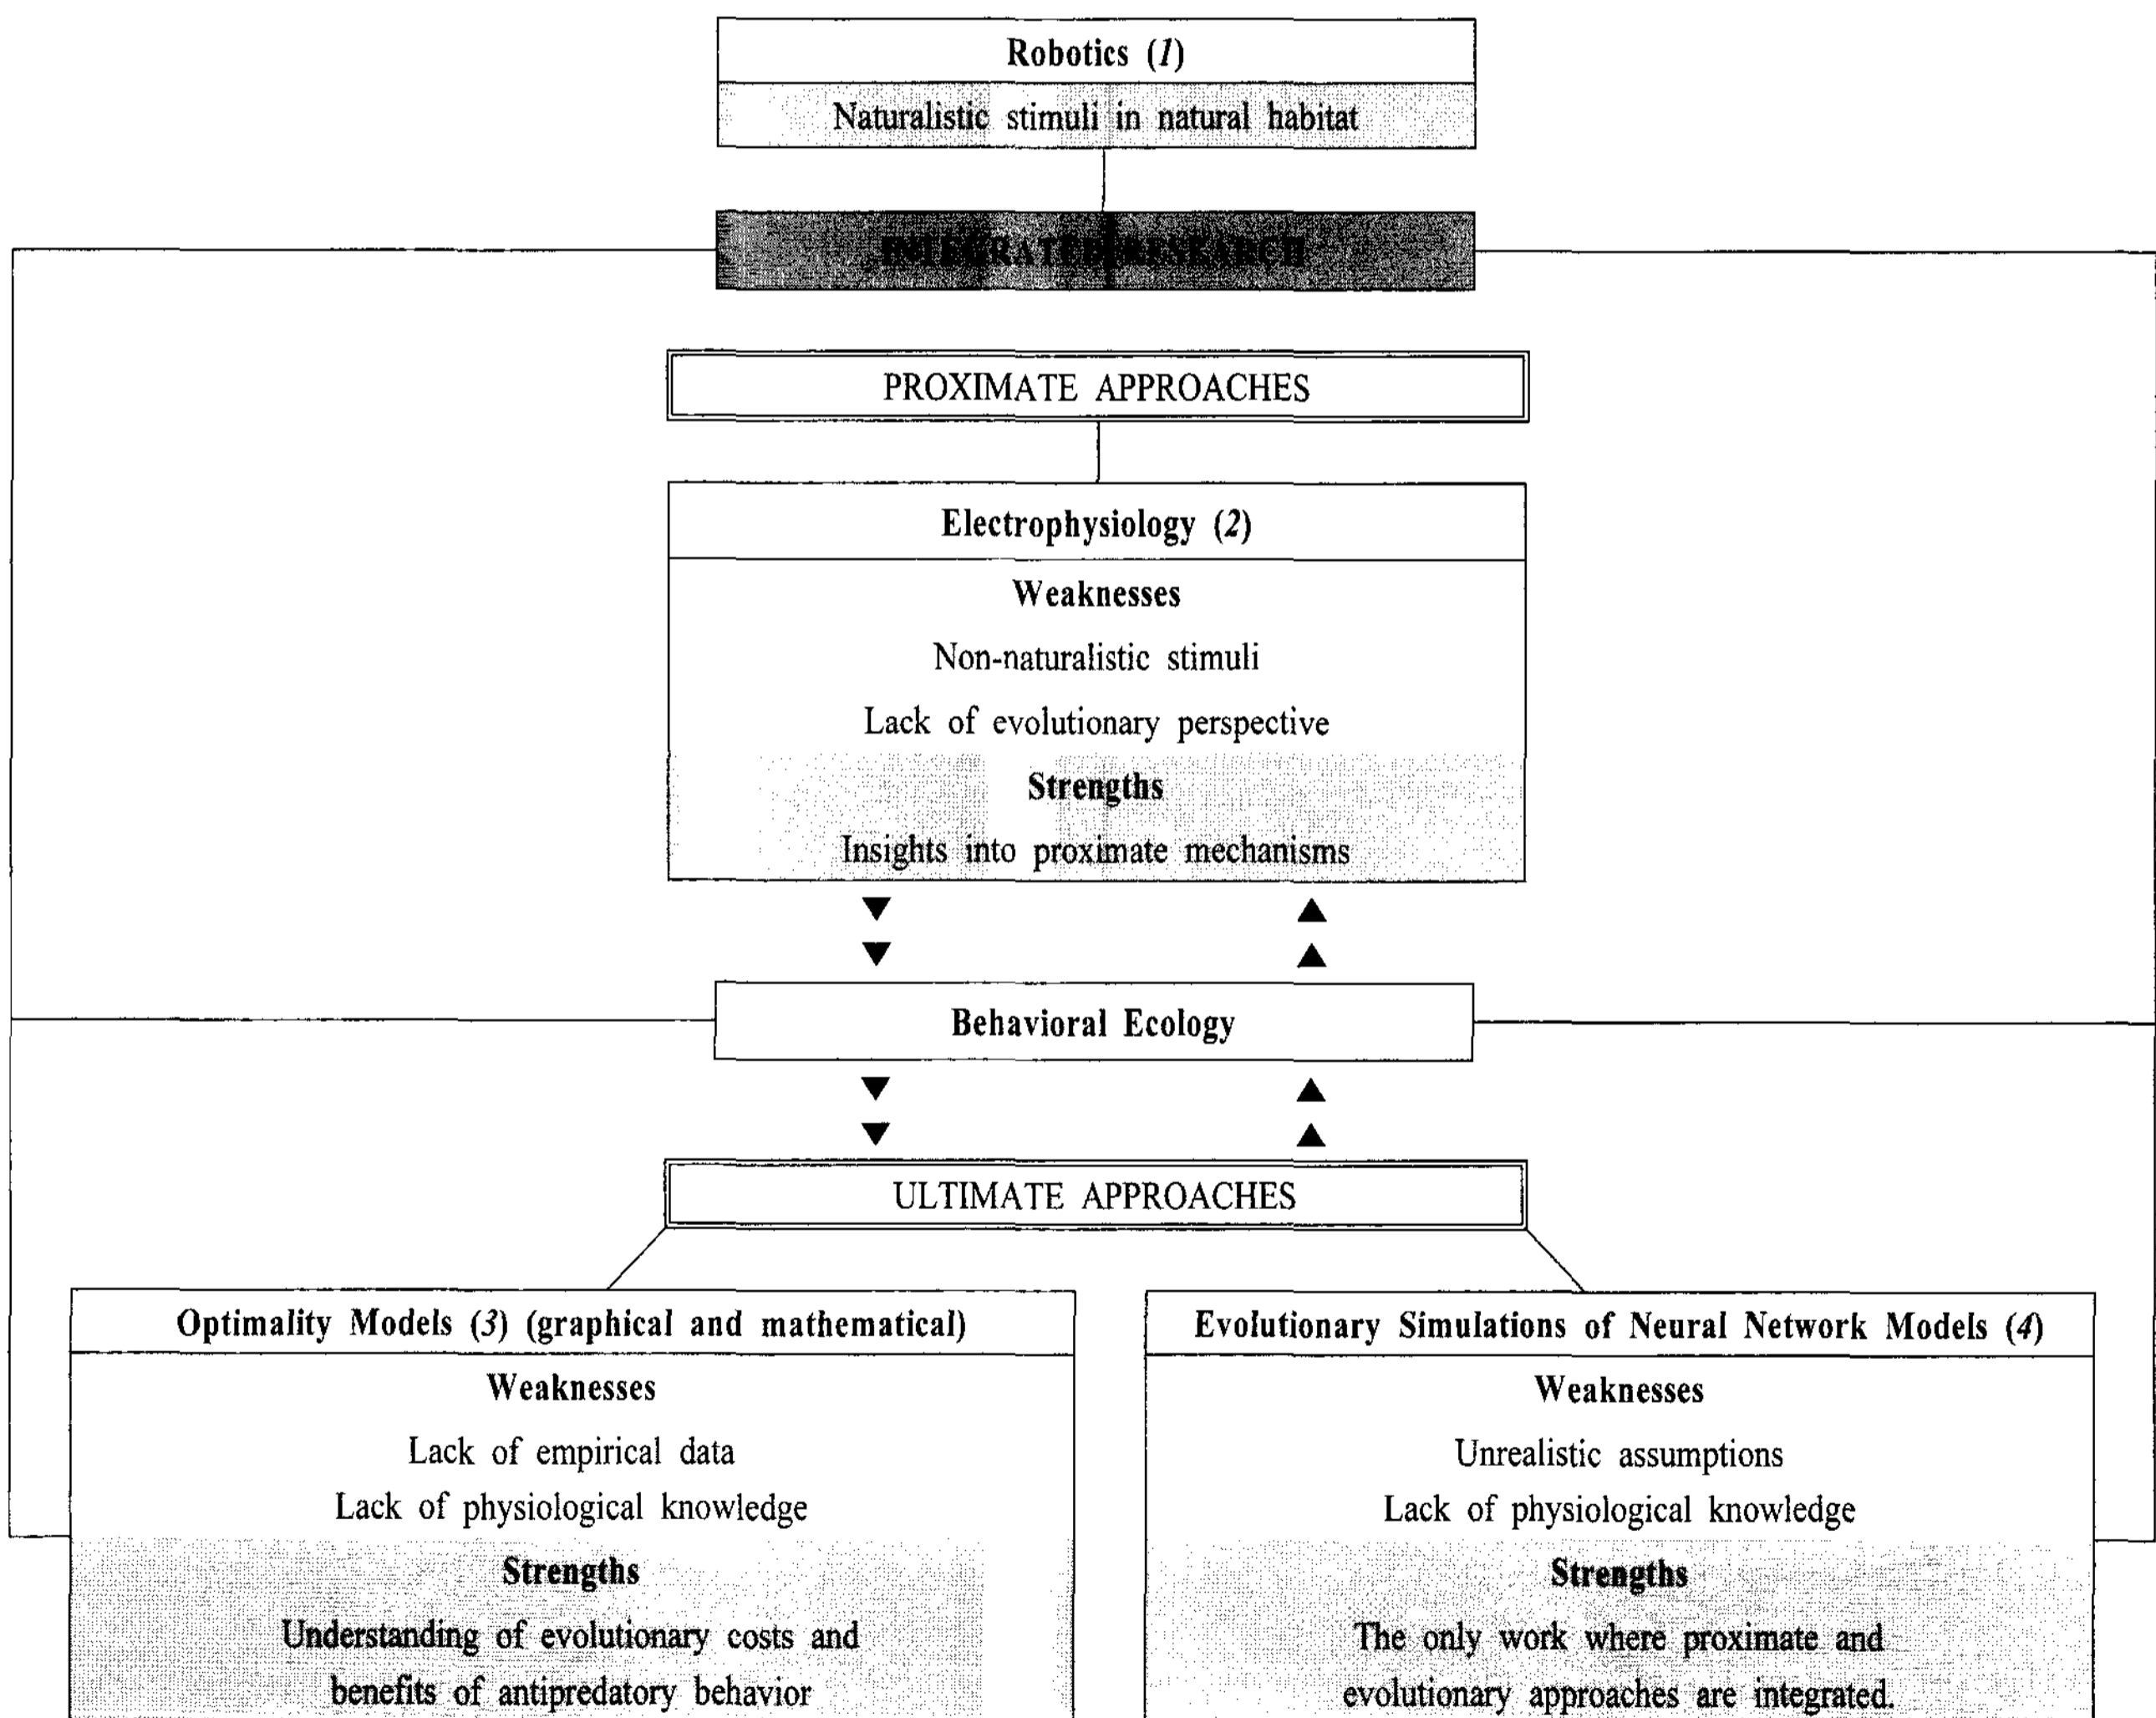 Robotics (1)
Naturalistic stimuli in natural habitat
INTEGRATED RESEARCH
PROXIMATE APPROACHES
Electrophysiology (2)
Weaknesses
Non-naturalistic stimuli
Lack of evolutionary perspective
Strengths
Insights into proximate mechanisms
Behavioral Ecology
ULTIMATE APPROACHES
Optimality Models (3) (graphical and mathematical)
Weaknesses
Lack of empirical data
Lack of physiological knowledge
Strengths
Understanding of evolutionary costs and
benefits of antipredatory behavior
Evolutionary Simulations of Neural Network Models (4)
Weaknesses
Unrealistic assumptions
Lack of physiological knowledge
Strengths
The only work where proximate and
evolutionary approaches are integrated.